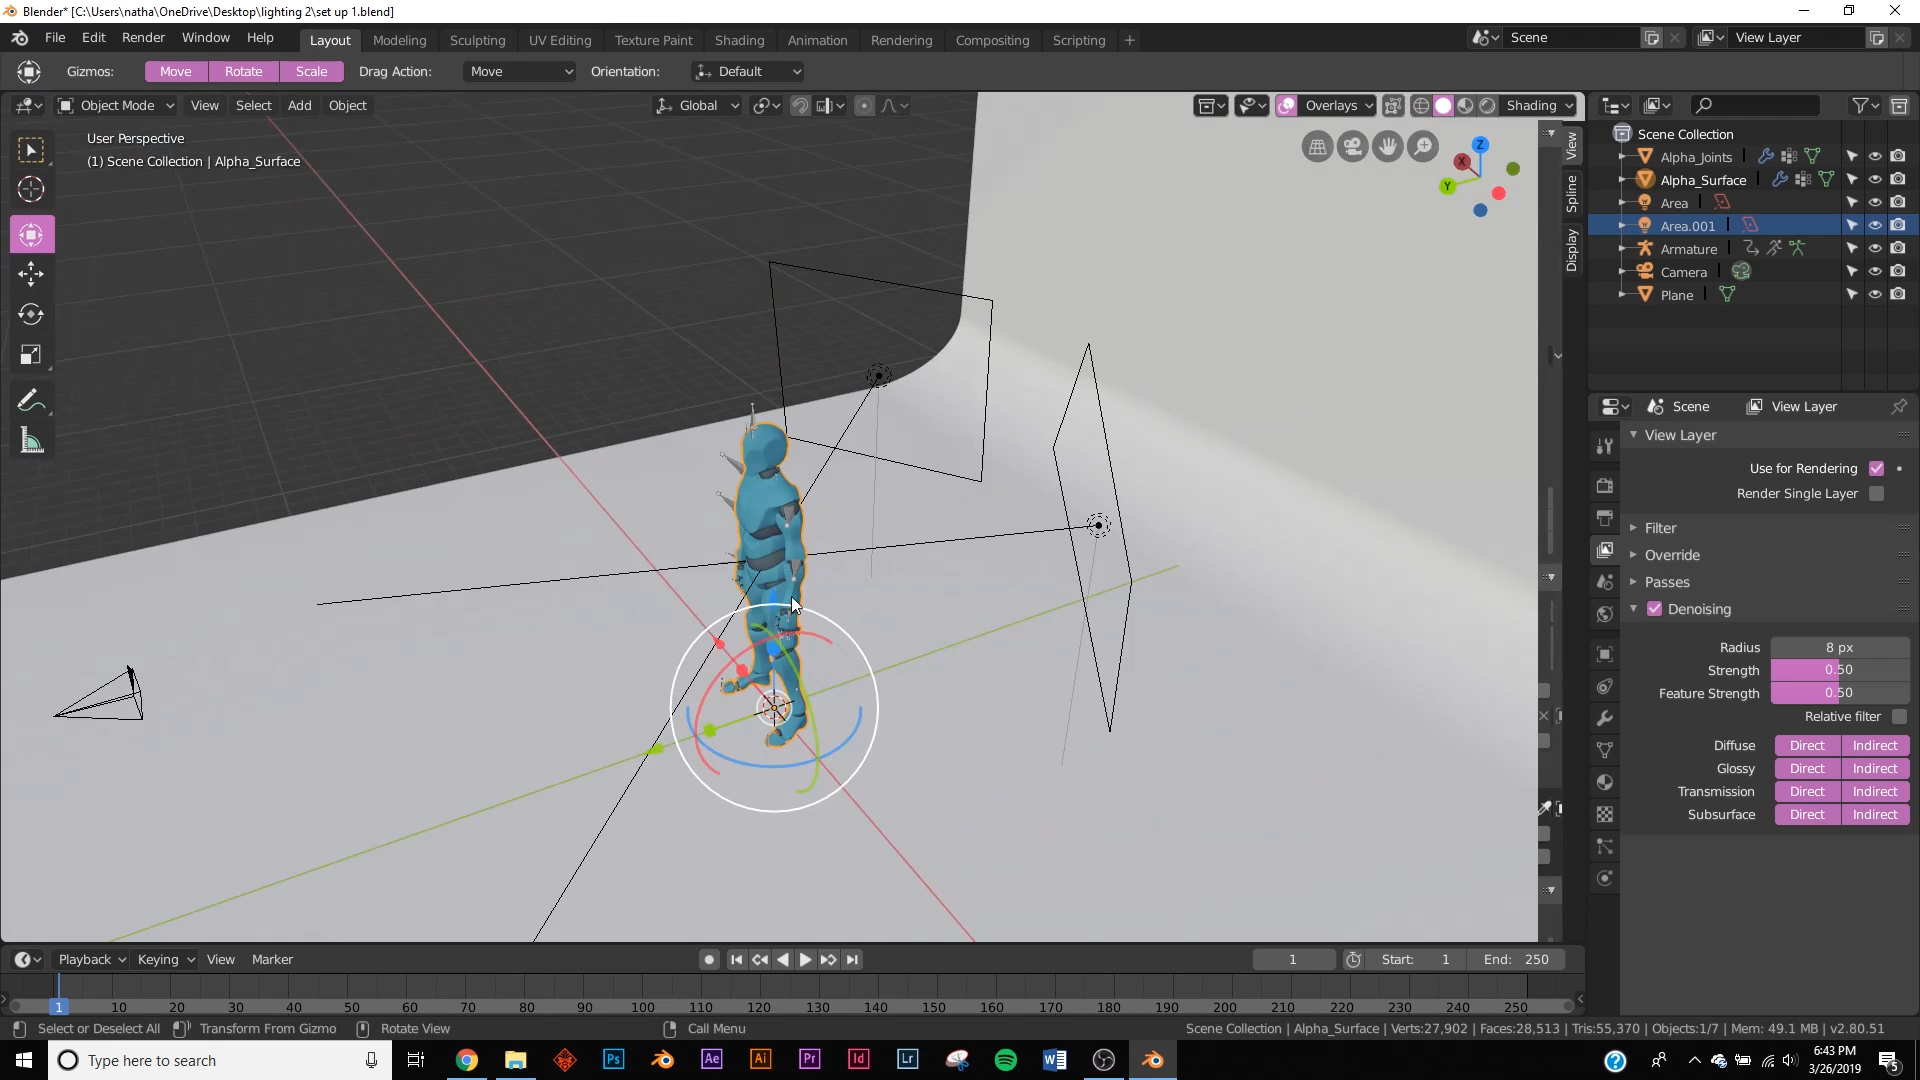 Blender* [C:\Users\natha\OneDrive\Desktop\lighting 2\set up 1.blend]
File Edit Render Window Help Layout Modeling Sculpting UV Editing Texture Paint Shading Animation Rendering Compositing Scripting + Scene View Layer
Gizmos: Move Rotate Scale Drag Action: Move Orientation: Default
Object Mode View Select Add Object Global Overlays Shading
User Perspective
(1) Scene Collection | Alpha_Surface
Z
X
Y
View
Spline
Display
Scene Collection
Alpha_Joints
Alpha_Surface
Area
Area.001
Armature
Camera
Plane
Scene View Layer
View Layer
Use for Rendering
Render Single Layer
Filter
Override
Passes
Denoising
Radius 8 px
Strength 0.50
Feature Strength 0.50
Relative filter
Diffuse Direct Indirect
Glossy Direct Indirect
Transmission Direct Indirect
Subsurface Direct Indirect
Playback Keying View Marker 1 Start: 1 End: 250
1 10 20 30 40 50 60 70 80 90 100 110 120 130 140 150 160 170 180 190 200 210 220 230 240 250
Select or Deselect All Transform From Gizmo Rotate View Call Menu Scene Collection | Alpha_Surface | Verts:27,902 | Faces:28,513 | Tris:55,370 | Objects:1/7 | Mem: 49.1 MB | v2.80.51
Type here to search Ps Ae Ai Pr Id Lr W
6:43 PM
3/26/2019
5